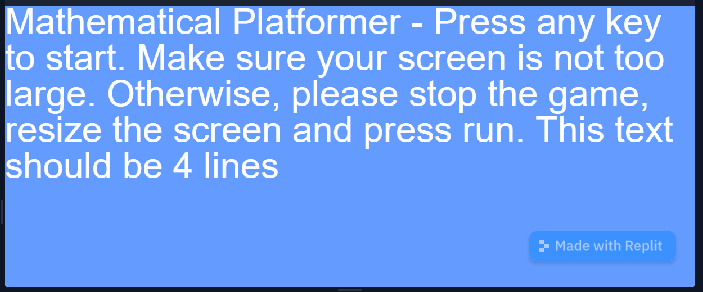 Mathematical Platformer - Press any key
to start. Make sure your screen is not too
large. Otherwise, please stop the game,
resize the screen and press run. This text
should be 4 lines
Made with Replit